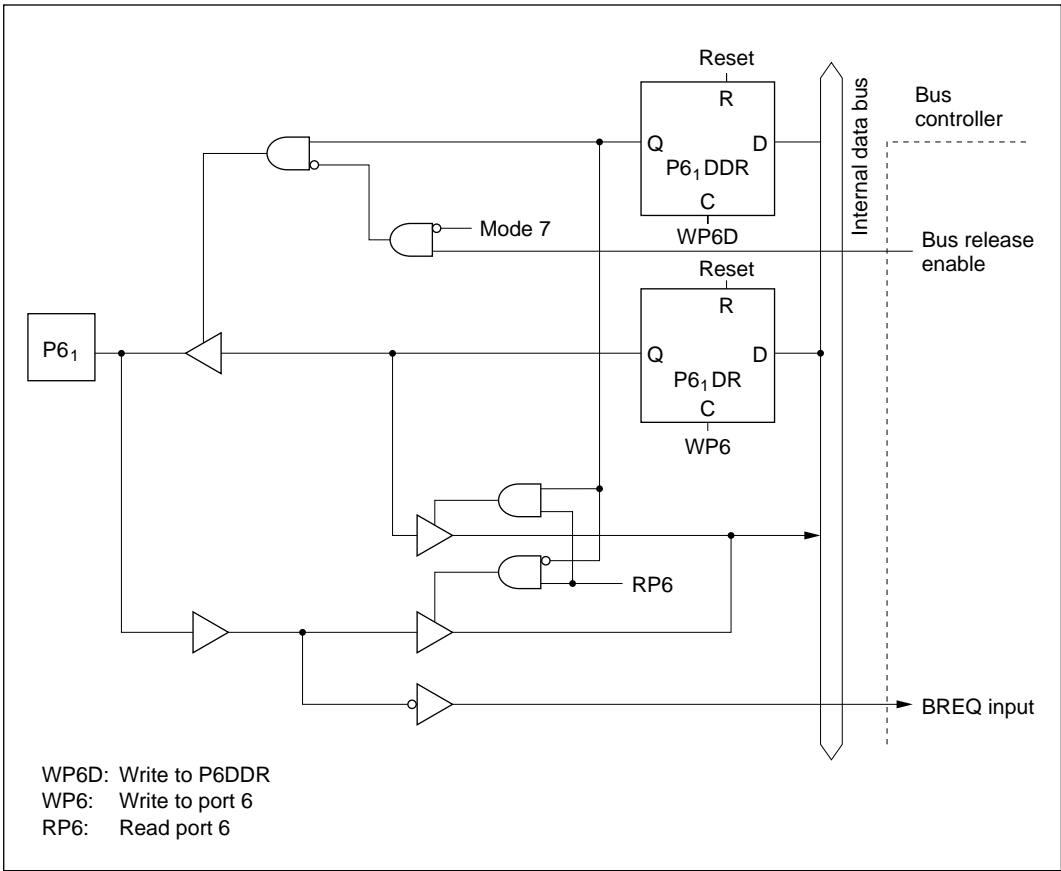 Reset
R
Bus
controller
Internal data bus
Q
D
P6₁DDR
C
Mode 7
WP6D
Bus release
enable
Reset
R
P6₁
Q
D
P6₁DR
C
WP6
RP6
BREQ input
WP6D: Write to P6DDR
WP6: Write to port 6
RP6: Read port 6